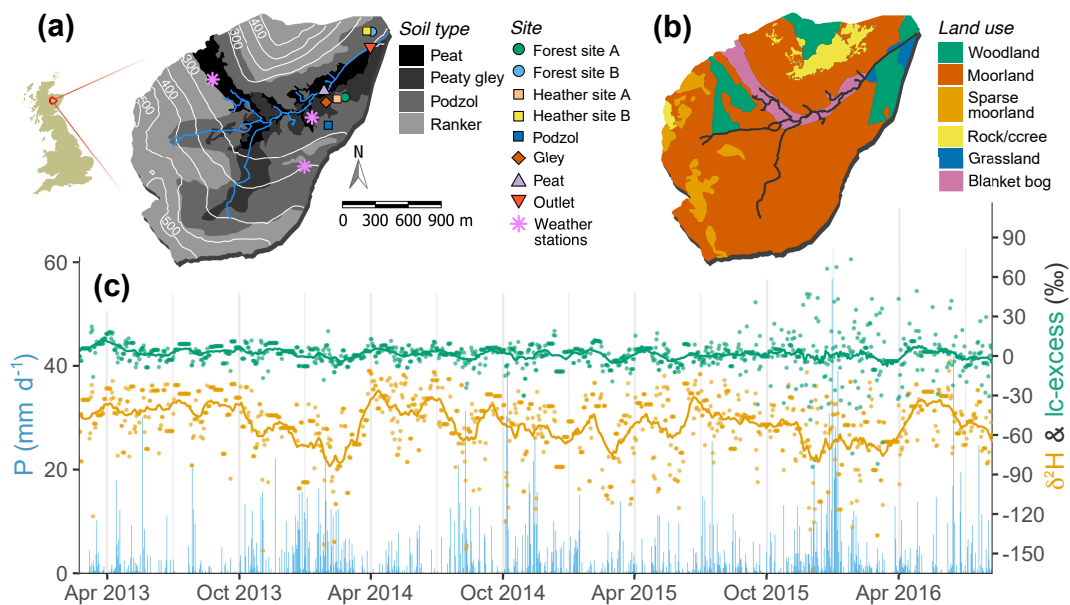 (a)
Soil type
Peat
Peaty gley
Podzol
Ranker
Site
Forest site A
Forest site B
Heather site A
Heather site B
Podzol
Gley
Peat
Outlet
Weather
stations
400
300
300
400
500
500
N
0 300 600 900 m
(b)
Land use
Woodland
Moorland
Sparse
moorland
Rock/ccree
Grassland
Blanket bog
(c)
P (mm d⁻¹)
60
40
20
0
90
60
30
0
-30
-60
-90
-120
-150
δ²H & lc-excess (‰)
Apr 2013 Oct 2013 Apr 2014 Oct 2014 Apr 2015 Oct 2015 Apr 2016